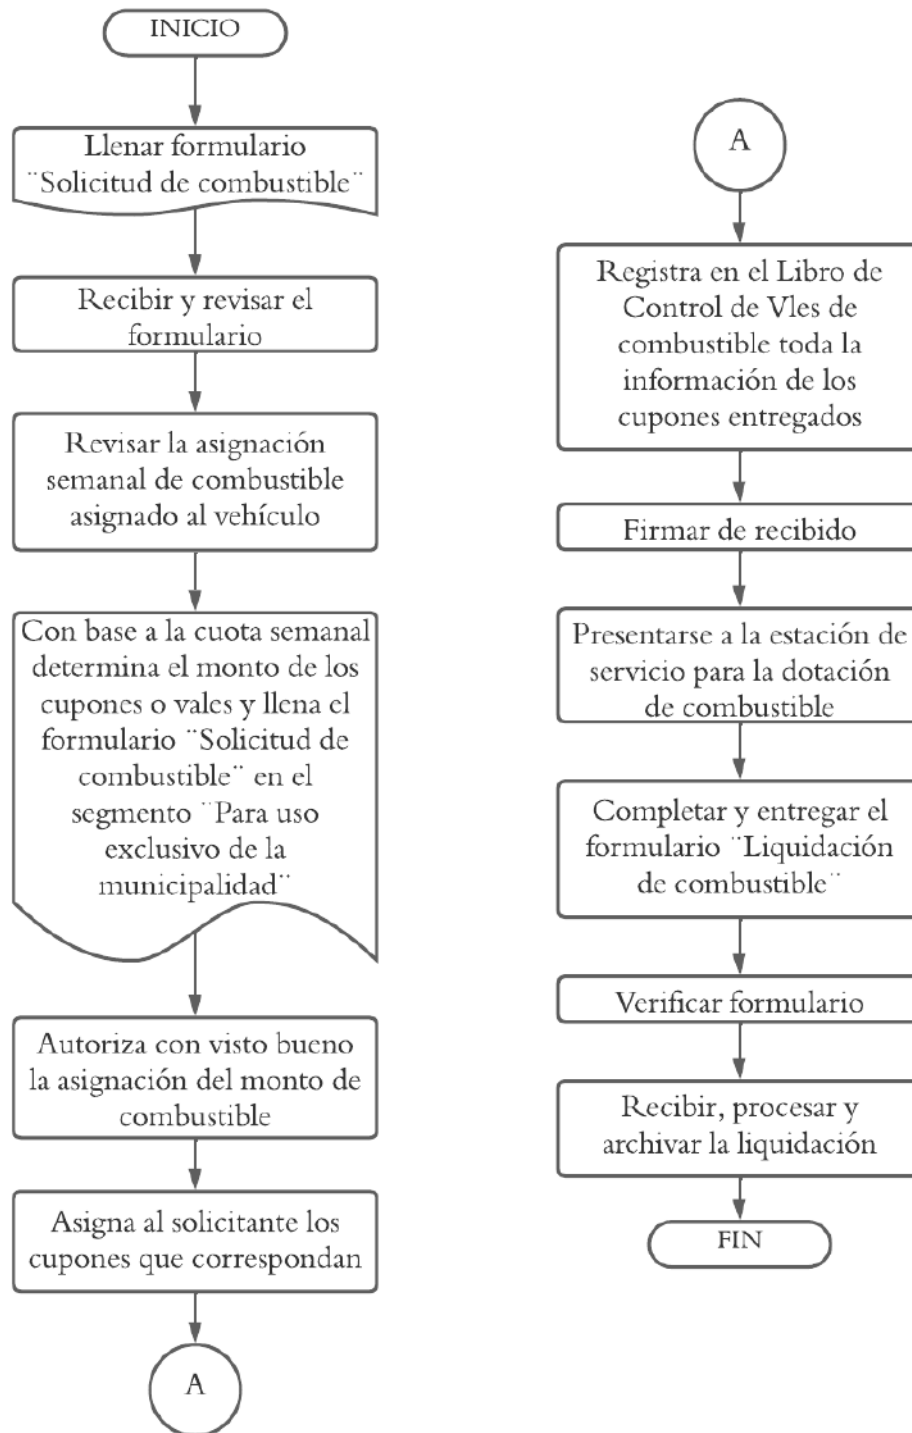 INICIO
Llenar formulario
¨Solicitud de combustible¨
Recibir y revisar el
formulario
Revisar la asignación
semanal de combustible
asignado al vehículo
Con base a la cuota semanal
determina el monto de los
cupones o vales y llena el
formulario ¨Solicitud de
combustible¨ en el
segmento ¨Para uso
exclusivo de la
municipalidad¨
Autoriza con visto bueno
la asignación del monto de
combustible
Asigna al solicitante los
cupones que correspondan
A
A
Registra en el Libro de
Control de Vles de
combustible toda la
información de los
cupones entregados
Firmar de recibido
Presentarse a la estación de
servicio para la dotación
de combustible
Completar y entregar el
formulario ¨Liquidación
de combustible¨
Verificar formulario
Recibir, procesar y
archivar la liquidación
FIN